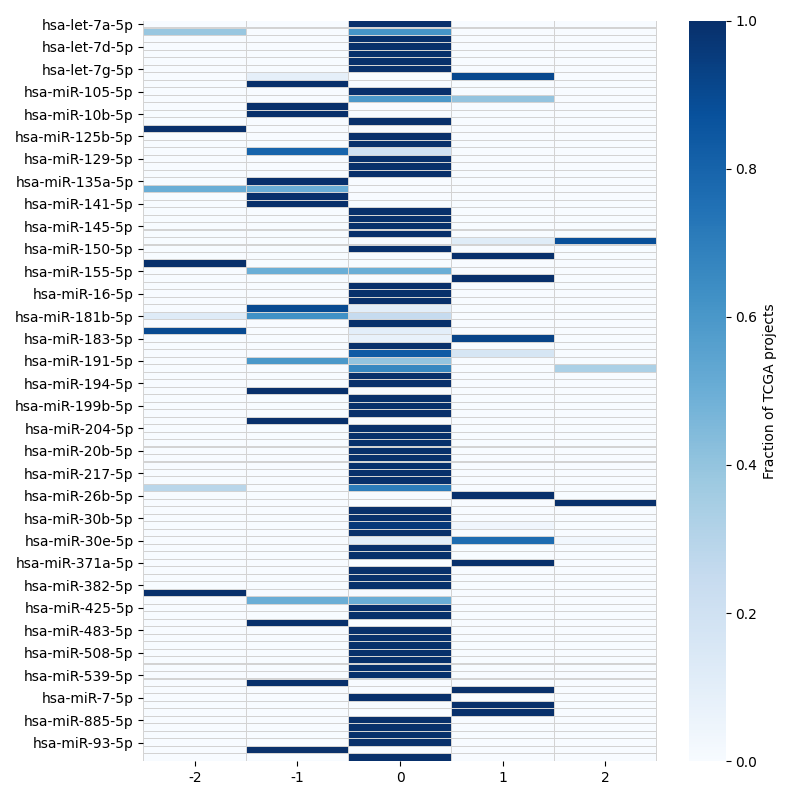 hsa-let-7a-5p
hsa-let-7d-5p
hsa-let-7g-5p
hsa-miR-105-5p
hsa-miR-10b-5p
hsa-miR-125b-5p
hsa-miR-129-5p
hsa-miR-135a-5p
hsa-miR-141-5p
hsa-miR-145-5p
hsa-miR-150-5p
hsa-miR-155-5p
hsa-miR-16-5p
hsa-miR-181b-5p
hsa-miR-183-5p
hsa-miR-191-5p
hsa-miR-194-5p
hsa-miR-199b-5p
hsa-miR-204-5p
hsa-miR-20b-5p
hsa-miR-217-5p
hsa-miR-26b-5p
hsa-miR-30b-5p
hsa-miR-30e-5p
hsa-miR-371a-5p
hsa-miR-382-5p
hsa-miR-425-5p
hsa-miR-483-5p
hsa-miR-508-5p
hsa-miR-539-5p
hsa-miR-7-5p
hsa-miR-885-5p
hsa-miR-93-5p
-2 -1 0 1 2
1.0
0.8
0.6
0.4
0.2
0.0
Fraction of TCGA projects